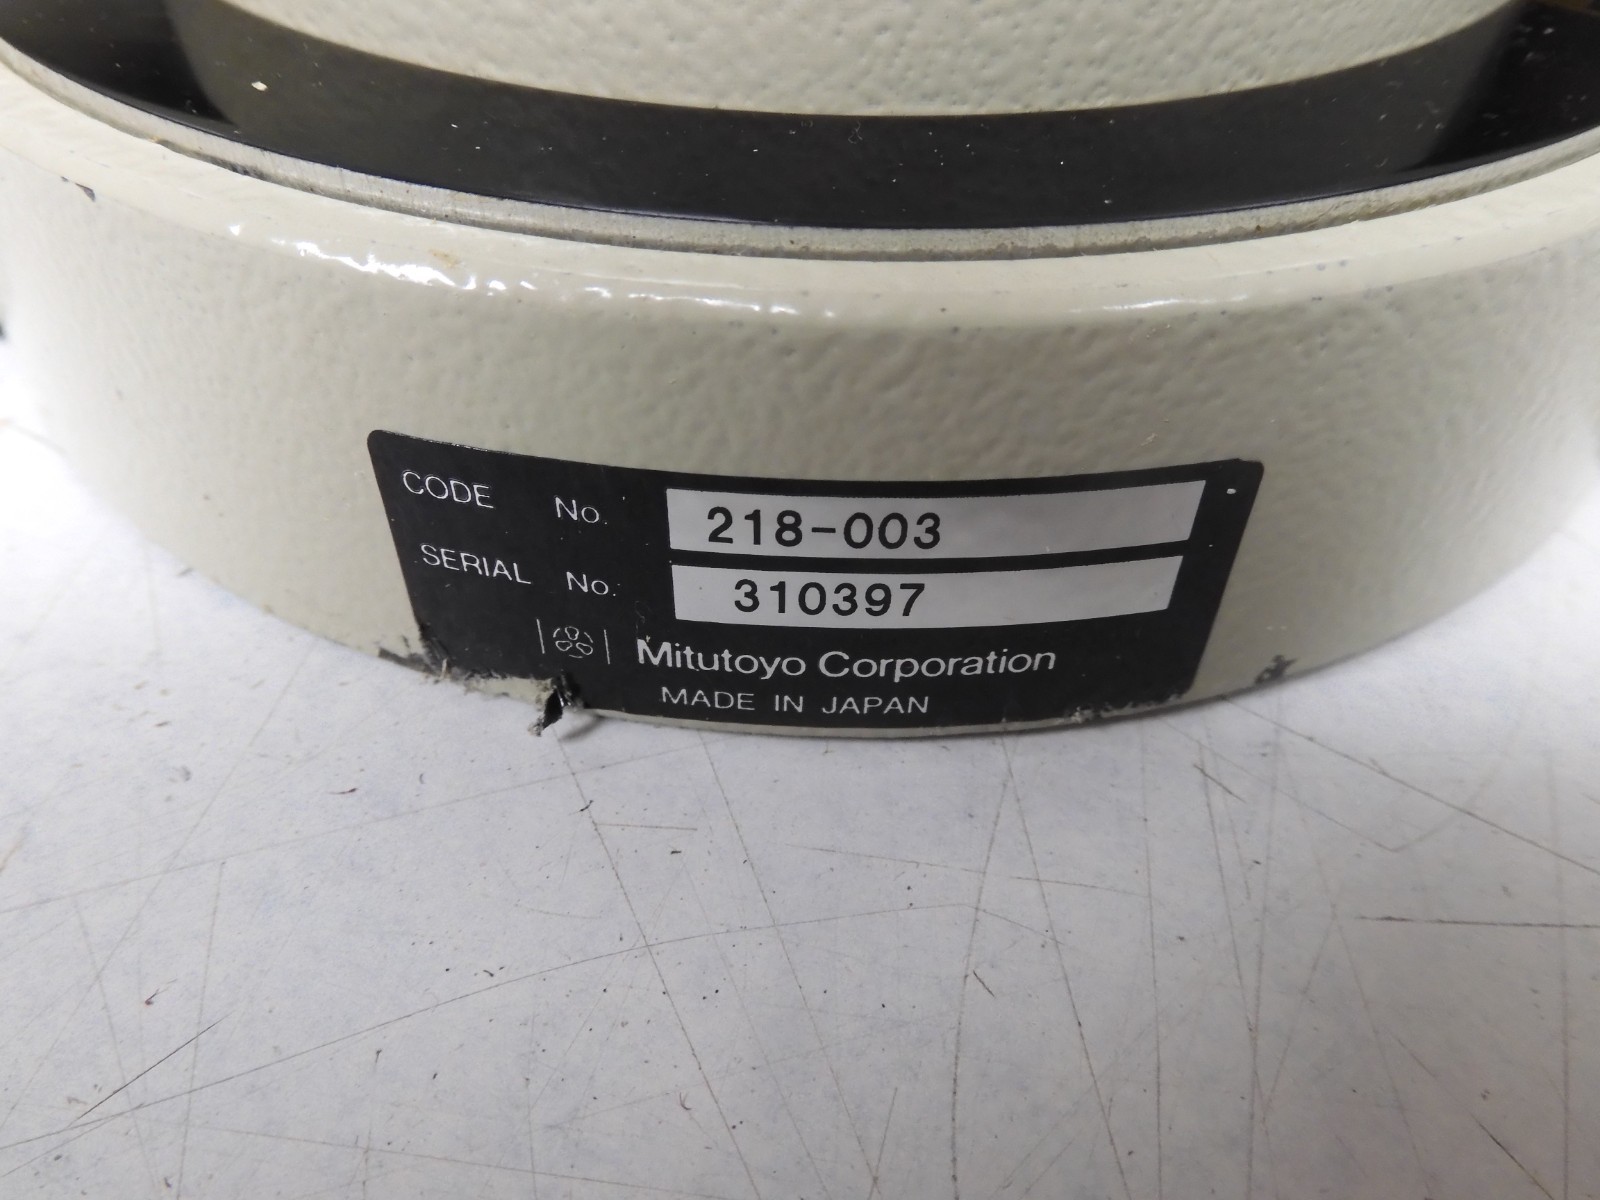 CODE No. 218-003
SERIAL No. 310397
Mitutoyo Corporation
MADE IN JAPAN